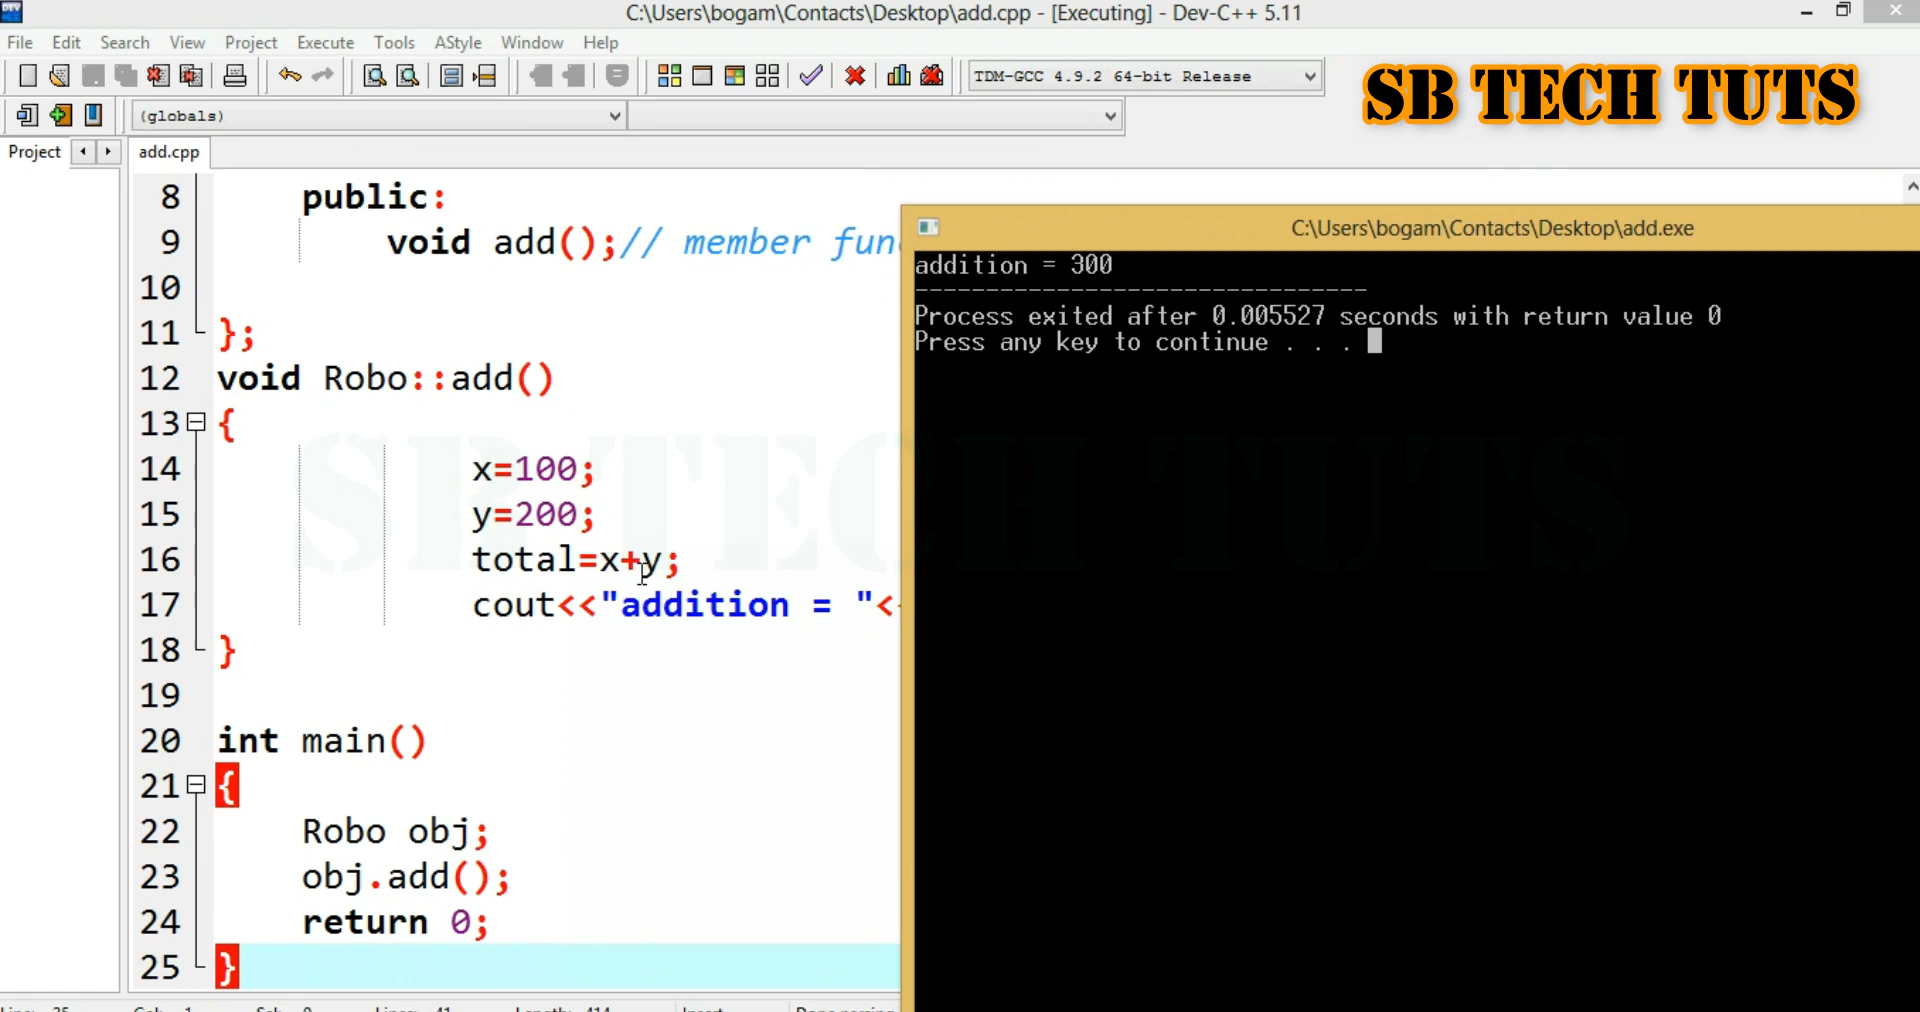 C:\Users\bogam\Contacts\Desktop\add.cpp - [Executing] - Dev-C++ 5.11
File Edit Search View Project Execute Tools AStyle Window Help
TDM-GCC 4.9.2 64-bit Release
SB TECH TUTS
(globals)
Project add.cpp
8 public:
9 void add();// member fun
10
11 };
12 void Robo::add()
13 {
14 x=100;
15 y=200;
16 total=x+y;
17 cout<<"addition = "<
18 }
19
20 int main()
21 {
22 Robo obj;
23 obj.add();
24 return 0;
25 }
C:\Users\bogam\Contacts\Desktop\add.exe
addition = 300
--------------------------------
Process exited after 0.005527 seconds with return value 0
Press any key to continue . . .
SB TECH TUTS